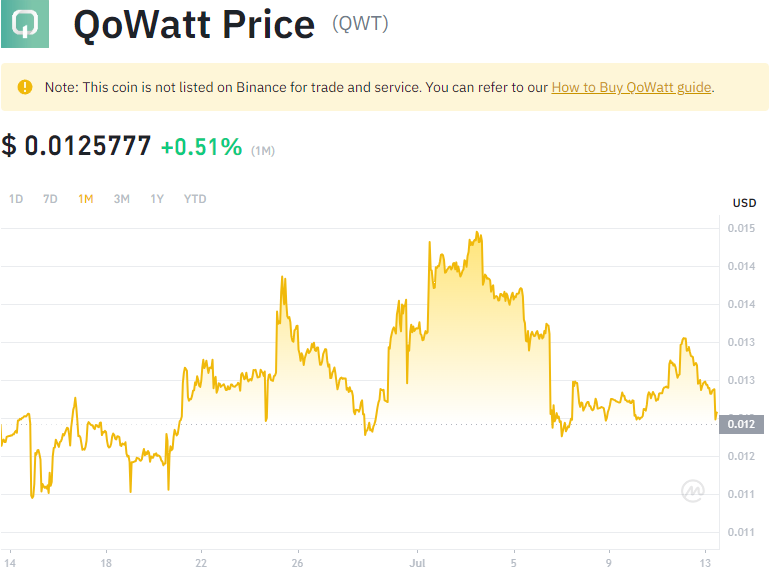 QoWatt Price (QWT)
Note: This coin is not listed on Binance for trade and service. You can refer to our How to Buy QoWatt guide.
$ 0.0125777 +0.51% (1M)
1D 7D 1M 3M 1Y YTD
USD
0.015
0.014
0.014
0.013
0.013
0.012
0.012
0.011
0.011
14 18 22 26 Jul 5 9 13